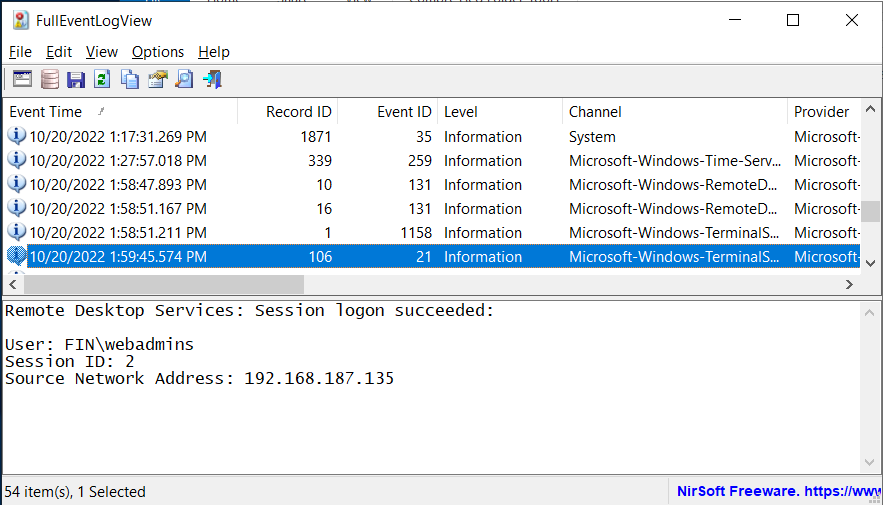 FullEventLogView
File Edit View Options Help
Event Time Record ID Event ID Level Channel Provider
10/20/2022 1:17:31.269 PM 1871 35 Information System Microsoft-
10/20/2022 1:27:57.018 PM 339 259 Information Microsoft-Windows-Time-Serv... Microsoft-
10/20/2022 1:58:47.893 PM 10 131 Information Microsoft-Windows-RemoteD... Microsoft-
10/20/2022 1:58:51.167 PM 16 131 Information Microsoft-Windows-RemoteD... Microsoft-
10/20/2022 1:58:51.211 PM 1 1158 Information Microsoft-Windows-TerminalS... Microsoft-
10/20/2022 1:59:45.574 PM 106 21 Information Microsoft-Windows-TerminalS... Microsoft-
Remote Desktop Services: Session logon succeeded:
User: FIN\webadmins
Session ID: 2
Source Network Address: 192.168.187.135
54 item(s), 1 Selected
NirSoft Freeware. https://www